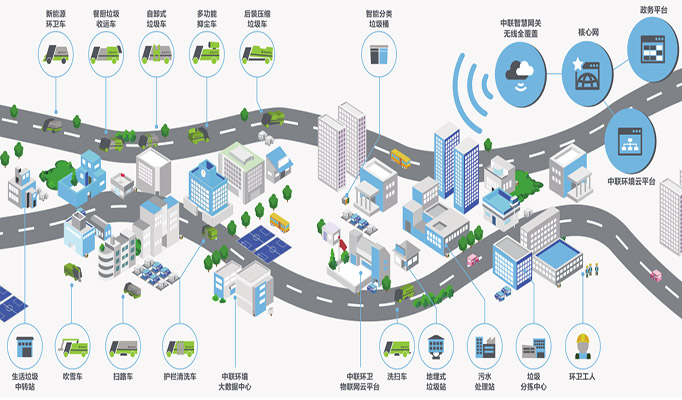 新能源
环卫车
餐厨垃圾
收运车
自卸式
垃圾车
多功能
抑尘车
后装压缩
垃圾车
智能分类
垃圾桶
中联智慧网关
无线全覆盖
核心网
政务平台
中联环境云平台
生活垃圾
中转站
吹雪车
扫路车
护栏清洗车
中联环境
大数据中心
中联环卫
物联网云平台
洗扫车
地埋式
垃圾站
污水
处理站
垃圾
分拣中心
环卫工人